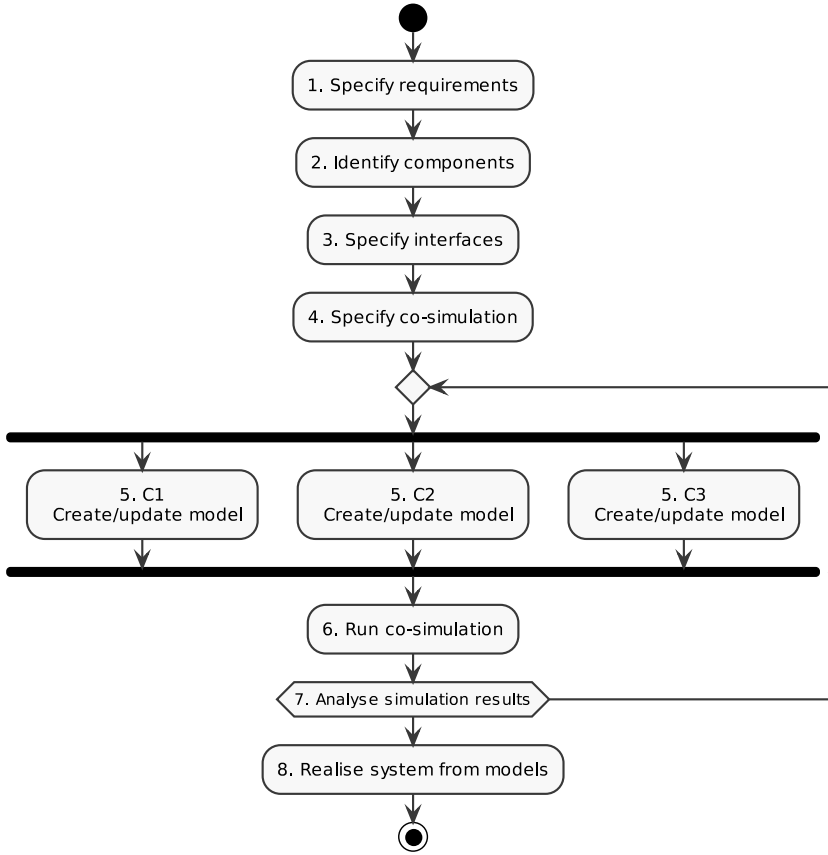 1. Specify requirements
2. Identify components
3. Specify interfaces
4. Specify co-simulation
5. C1
Create/update model
5. C2
Create/update model
5. C3
Create/update model
6. Run co-simulation
7. Analyse simulation results
8. Realise system from models